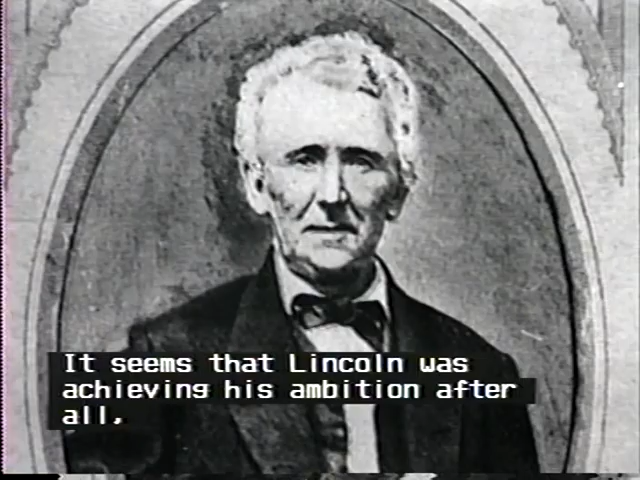 It seems that Lincoln was
achieving his ambition after
all,